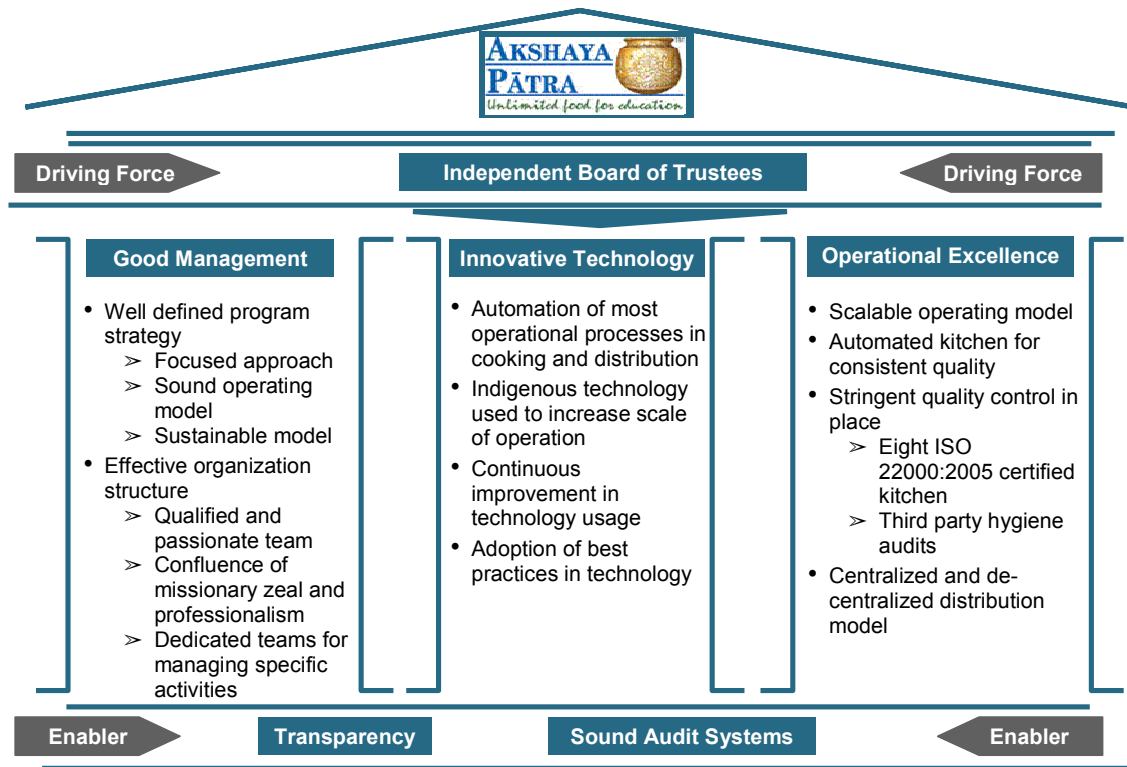 AKSHAYA
PĀTRA
Unlimited food for education
Driving Force
Independent Board of Trustees
Driving Force
Good Management
• Well defined program
strategy
➢ Focused approach
➢ Sound operating
model
➢ Sustainable model
• Effective organization
structure
➢ Qualified and
passionate team
➢ Confluence of
missionary zeal and
professionalism
➢ Dedicated teams for
managing specific
activities
Innovative Technology
• Automation of most
operational processes in
cooking and distribution
• Indigenous technology
used to increase scale
of operation
• Continuous
improvement in
technology usage
• Adoption of best
practices in technology
Operational Excellence
• Scalable operating model
• Automated kitchen for
consistent quality
• Stringent quality control in
place
➢ Eight ISO
22000:2005 certified
kitchen
➢ Third party hygiene
audits
• Centralized and de-
centralized distribution
model
Enabler
Transparency
Sound Audit Systems
Enabler